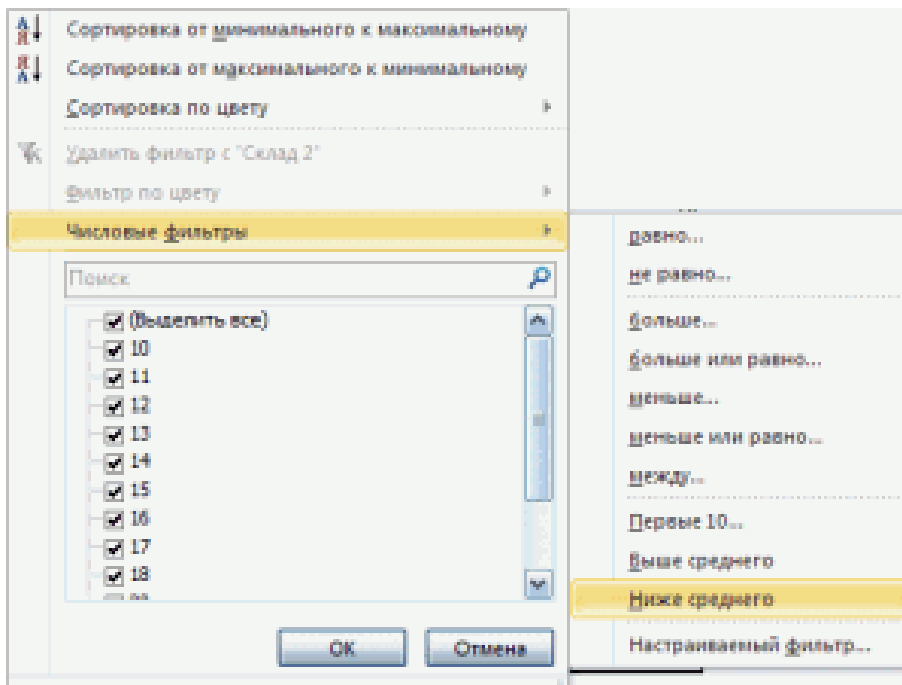 Сортировка от минимального к максимальному
Сортировка от максимального к минимальному
Сортировка по цвету
Удалить фильтр с "Склад 2"
Фильтр по цвету
Числовые фильтры
Поиск
(Выделить все)
10
11
12
13
14
15
16
17
18
ОК
Отмена
равно...
не равно...
больше...
больше или равно...
меньше...
меньше или равно...
между...
Первые 10...
Выше среднего
Ниже среднего
Настраиваемый фильтр...